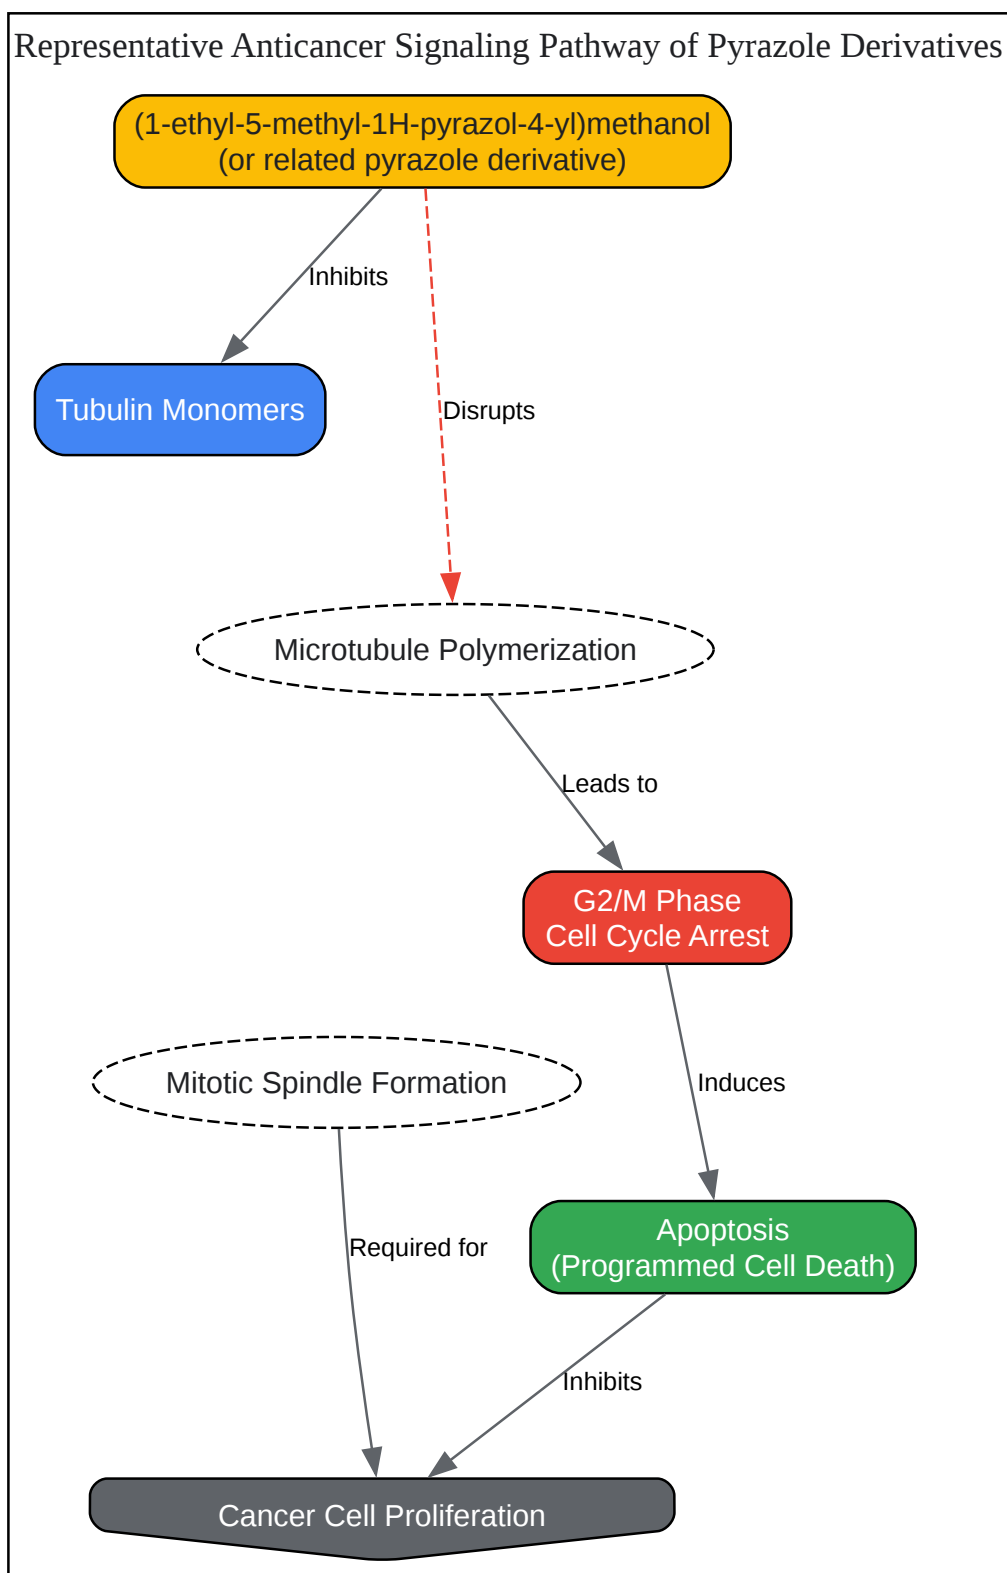 Representative Anticancer Signaling Pathway of Pyrazole Derivatives
(1-ethyl-5-methyl-1H-pyrazol-4-yl)methanol
(or related pyrazole derivative)
Inhibits
Tubulin Monomers
Disrupts
Microtubule Polymerization
Leads to
G2/M Phase
Cell Cycle Arrest
Mitotic Spindle Formation
Induces
Required for
Apoptosis
(Programmed Cell Death)
Inhibits
Cancer Cell Proliferation